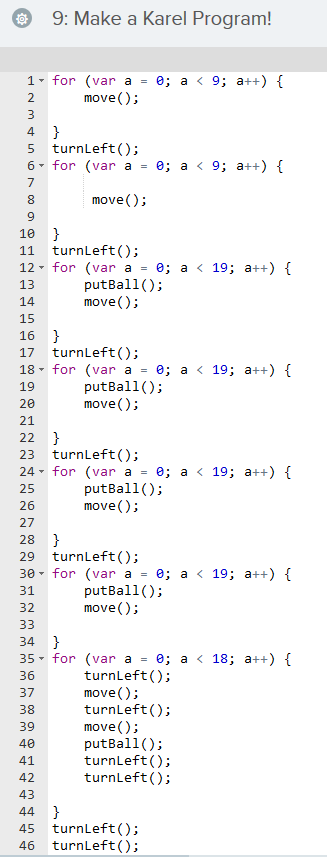 9: Make a Karel Program!
1 for (var a = 0; a < 9; a++) {
2     move();
3
4 }
5 turnLeft();
6 for (var a = 0; a < 9; a++) {
7
8      move();
9
10 }
11 turnLeft();
12 for (var a = 0; a < 19; a++) {
13     putBall();
14     move();
15
16 }
17 turnLeft();
18 for (var a = 0; a < 19; a++) {
19     putBall();
20     move();
21
22 }
23 turnLeft();
24 for (var a = 0; a < 19; a++) {
25     putBall();
26     move();
27
28 }
29 turnLeft();
30 for (var a = 0; a < 19; a++) {
31     putBall();
32     move();
33
34 }
35 for (var a = 0; a < 18; a++) {
36     turnLeft();
37     move();
38     turnLeft();
39     move();
40     putBall();
41     turnLeft();
42     turnLeft();
43
44 }
45 turnLeft();
46 turnLeft();